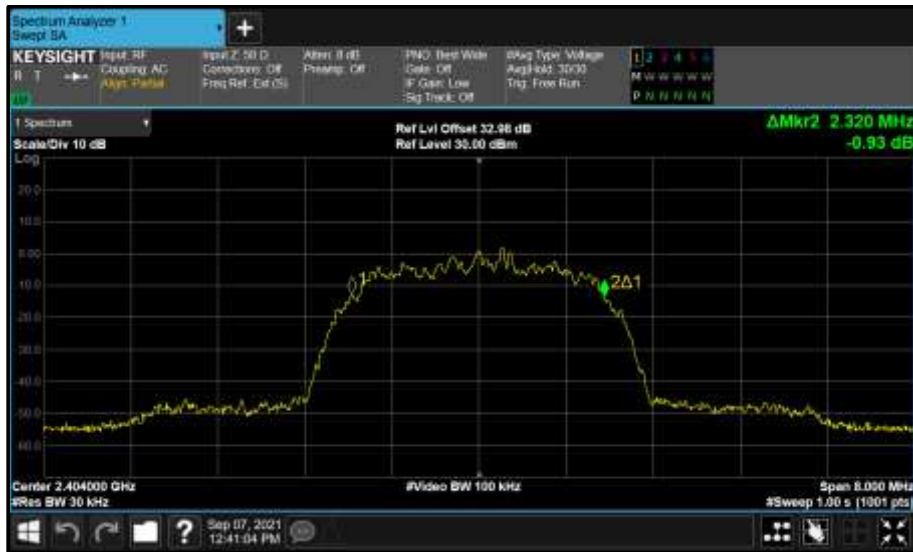 Spectrum Analyzer 1
Swept SA
+
KEYSIGHT
R T
Input: RF
Coupling: AC
Align: Partial
Input Z: 50 Ω
Corrections: Off
Freq Ref: Ext (S)
Atten: 8 dB
Preamp: Off
PNO: Best Wide
Gate: Off
IF Gain: Low
Sig Track: Off
#Avg Type: Voltage
Avg|Hold: 30/30
Trig: Free Run
1 2 3 4 5 6
M W W W W W
P N N N N N
1 Spectrum
Scale/Div 10 dB
Log
Ref Lvl Offset 32.98 dB
Ref Level 30.00 dBm
ΔMkr2 2.320 MHz
-0.93 dB
20.0
10.0
0.00
-10.0
-20.0
-30.0
-40.0
-50.0
-60.0
1
2Δ1
Center 2.404000 GHz
#Res BW 30 kHz
#Video BW 100 kHz
Span 8.000 MHz
#Sweep 1.00 s (1001 pts)
?
Sep 07, 2021
12:41:04 PM